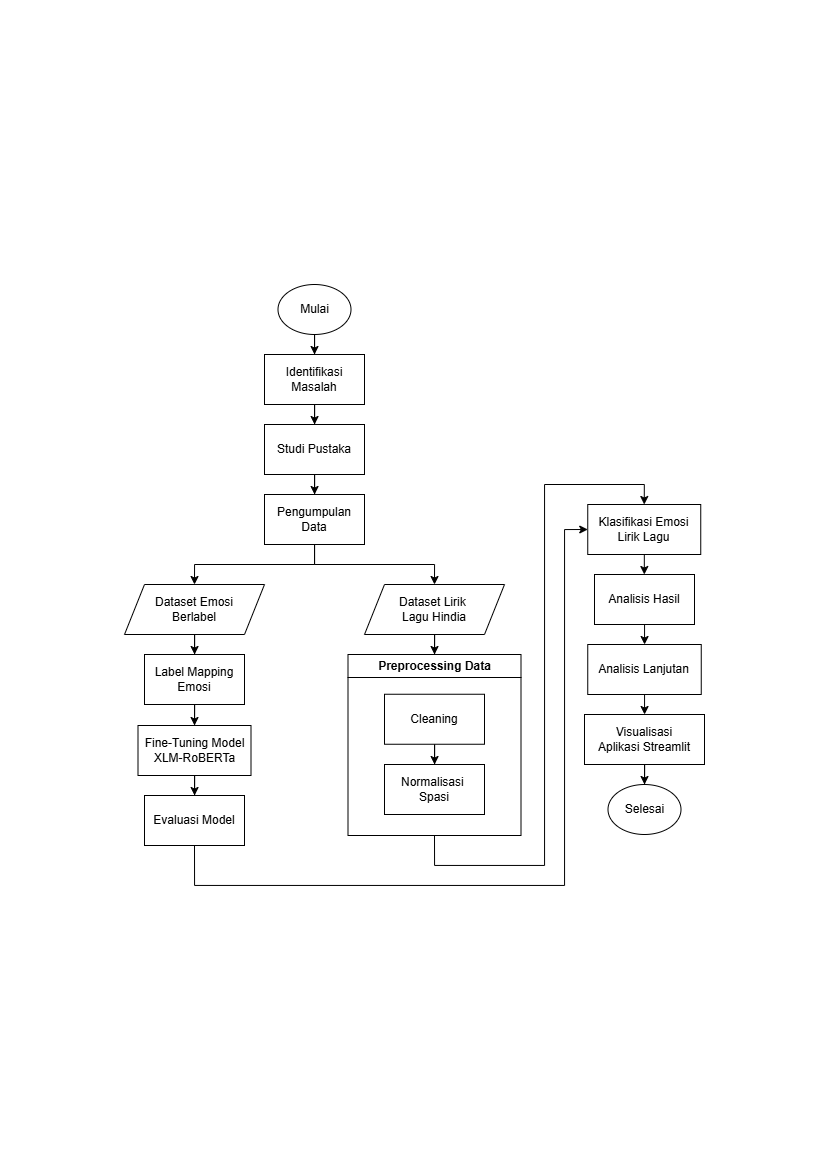 Mulai
Identifikasi
Masalah
Studi Pustaka
Pengumpulan
Data
Dataset Emosi
Berlabel
Label Mapping
Emosi
Fine-Tuning Model
XLM-RoBERTa
Evaluasi Model
Dataset Lirik
Lagu Hindia
Preprocessing Data
Cleaning
Normalisasi
Spasi
Klasifikasi Emosi
Lirik Lagu
Analisis Hasil
Analisis Lanjutan
Visualisasi
Aplikasi Streamlit
Selesai